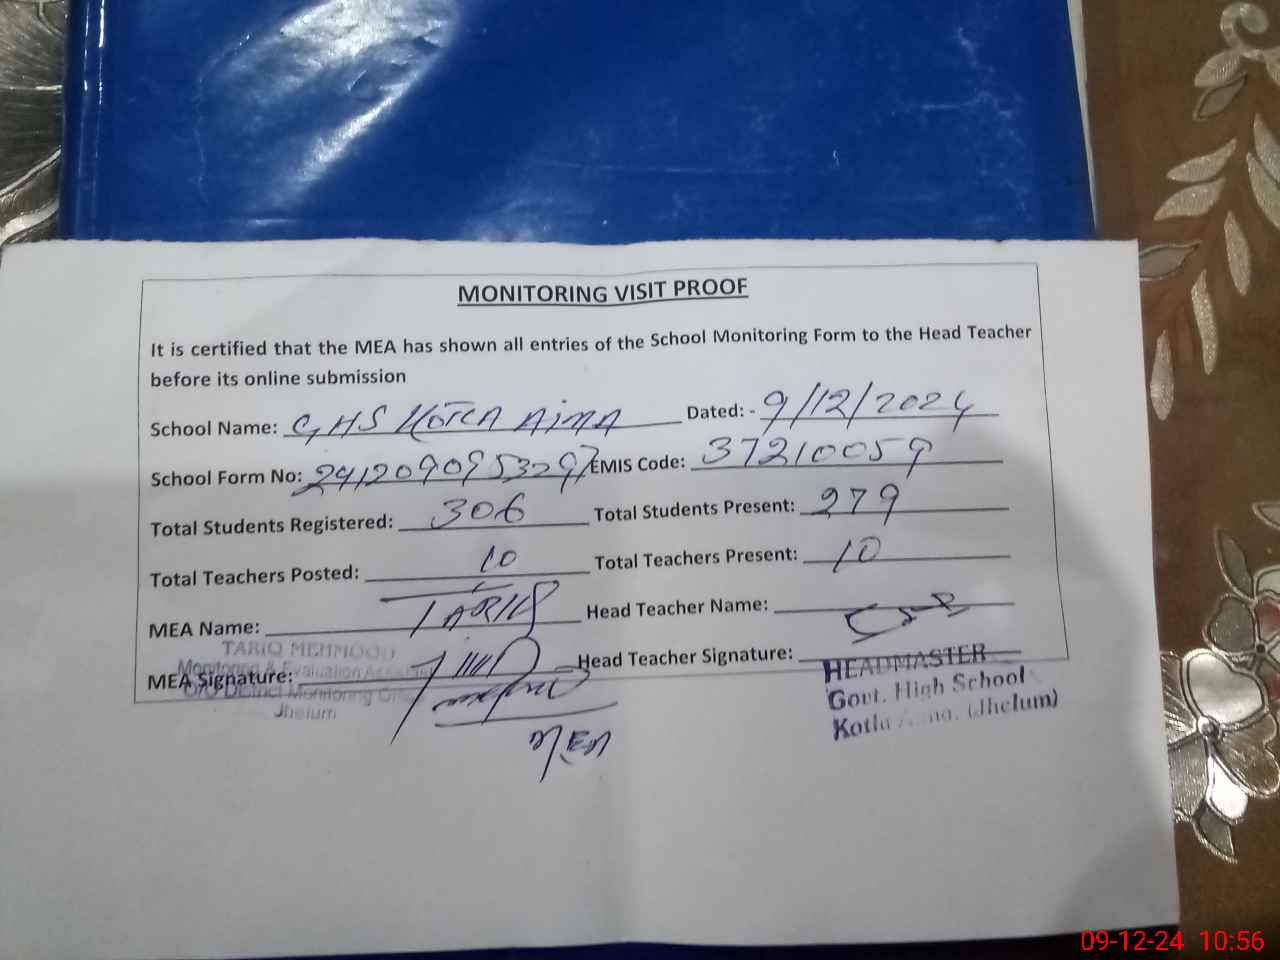 MONITORING VISIT PROOF
It is certified that the MEA has shown all entries of the School Monitoring Form to the Head Teacher
before its online submission
School Name: GHS KOTLA AIMA Dated: - 9/12/2024
School Form No: 241209095329 EMIS Code: 37210059
Total Students Registered: 306 Total Students Present: 279
Total Teachers Posted: 10 Total Teachers Present: 10
MEA Name: TARIQ Head Teacher Name:
TARIQ MEHMOOD
Monitoring & Evaluation
MEA Signature: Head Teacher Signature:
District Monitoring
Jhelum
MEA
HEADMASTER
Govt. High School
Kotla (Jhelum)
09-12-24 10:56